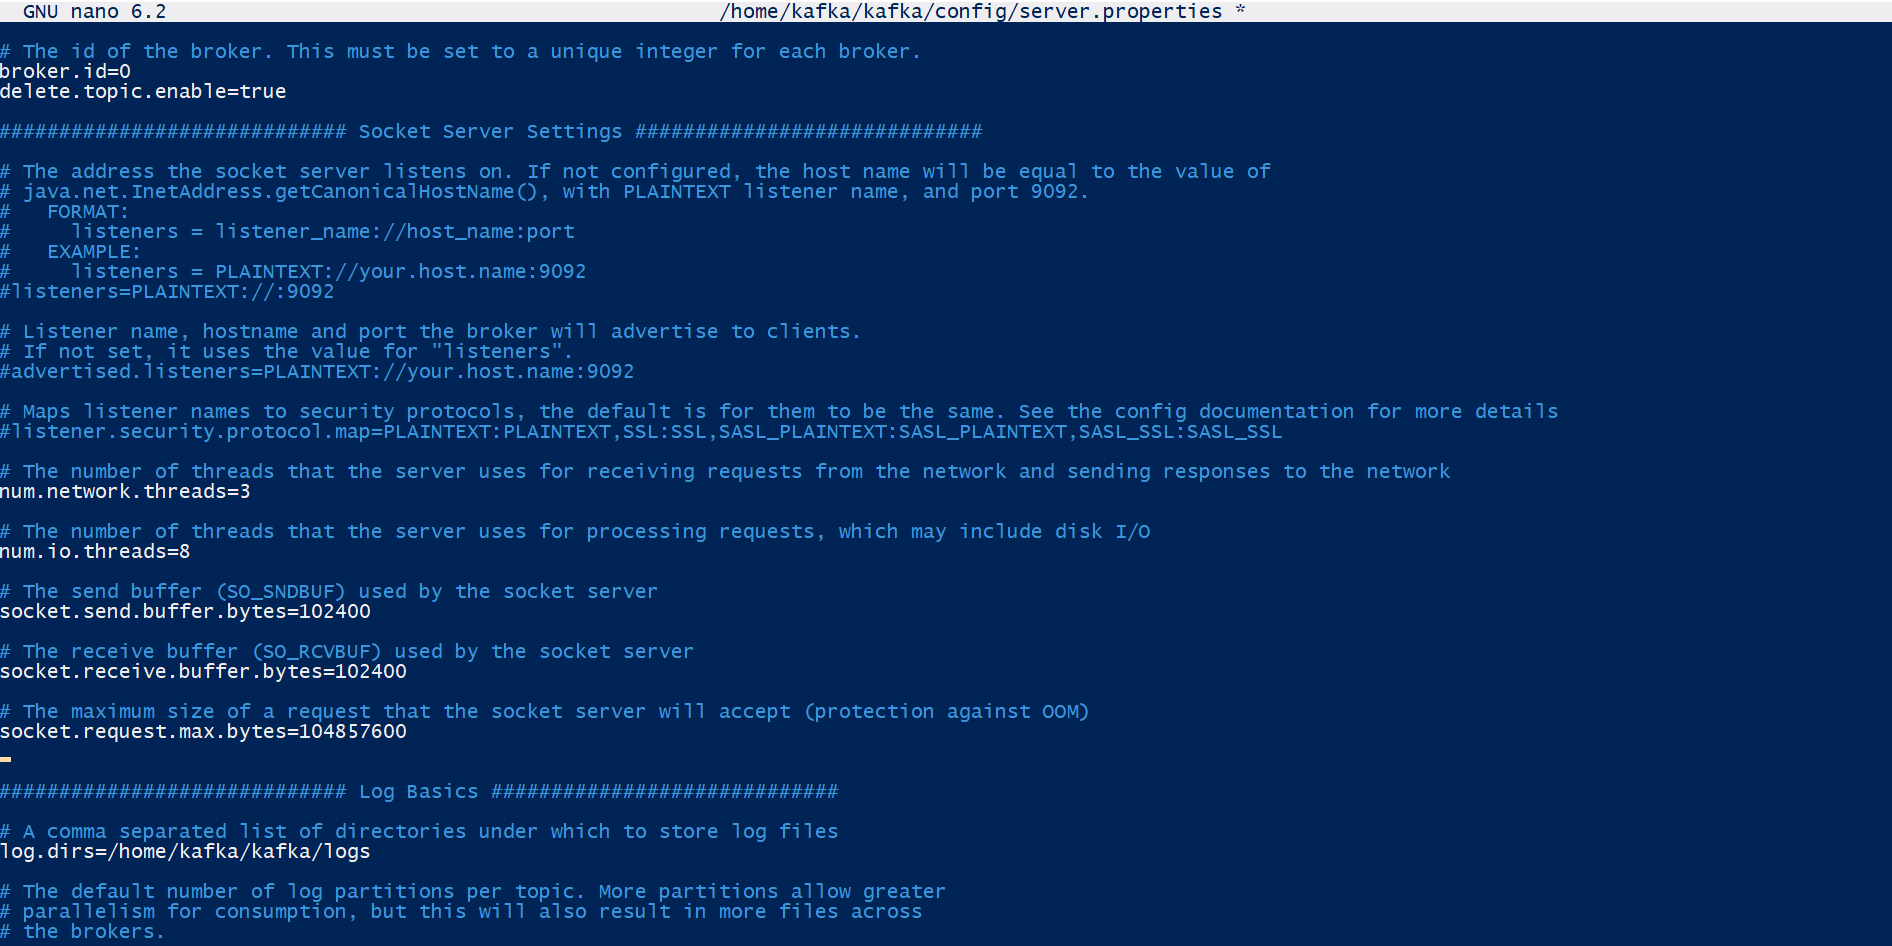 GNU nano 6.2 /home/kafka/kafka/config/server.properties *
# The id of the broker. This must be set to a unique integer for each broker.
broker.id=0
delete.topic.enable=true
############################# Socket Server Settings #############################
# The address the socket server listens on. If not configured, the host name will be equal to the value of
# java.net.InetAddress.getCanonicalHostName(), with PLAINTEXT listener name, and port 9092.
#   FORMAT:
#     listeners = listener_name://host_name:port
#   EXAMPLE:
#     listeners = PLAINTEXT://your.host.name:9092
#listeners=PLAINTEXT://:9092
# Listener name, hostname and port the broker will advertise to clients.
# If not set, it uses the value for "listeners".
#advertised.listeners=PLAINTEXT://your.host.name:9092
# Maps listener names to security protocols, the default is for them to be the same. See the config documentation for more details
#listener.security.protocol.map=PLAINTEXT:PLAINTEXT,SSL:SSL,SASL_PLAINTEXT:SASL_PLAINTEXT,SASL_SSL:SASL_SSL
# The number of threads that the server uses for receiving requests from the network and sending responses to the network
num.network.threads=3
# The number of threads that the server uses for processing requests, which may include disk I/O
num.io.threads=8
# The send buffer (SO_SNDBUF) used by the socket server
socket.send.buffer.bytes=102400
# The receive buffer (SO_RCVBUF) used by the socket server
socket.receive.buffer.bytes=102400
# The maximum size of a request that the socket server will accept (protection against OOM)
socket.request.max.bytes=104857600
############################# Log Basics #############################
# A comma separated list of directories under which to store log files
log.dirs=/home/kafka/kafka/logs
# The default number of log partitions per topic. More partitions allow greater
# parallelism for consumption, but this will also result in more files across
# the brokers.